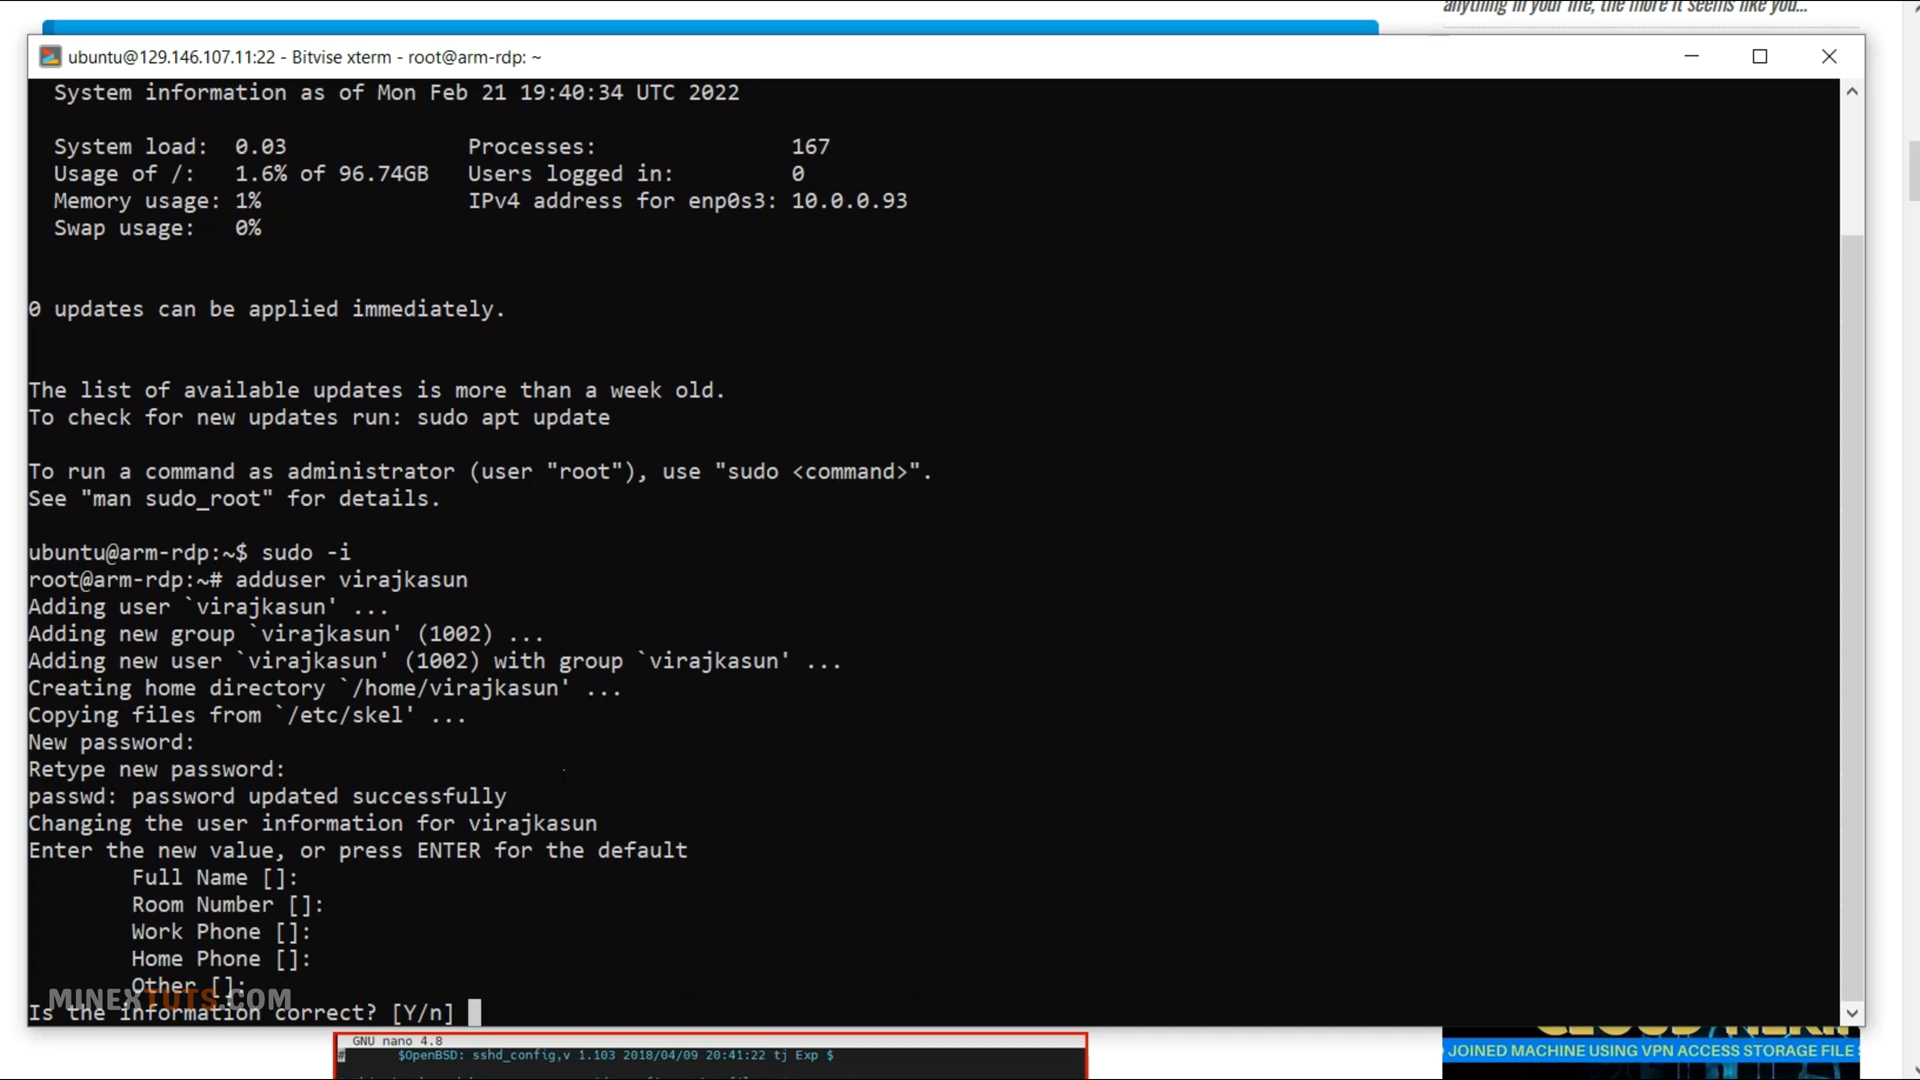 anything in your life, the more it seems like you...
ubuntu@129.146.107.11:22 - Bitvise xterm - root@arm-rdp: ~
System information as of Mon Feb 21 19:40:34 UTC 2022
System load: 0.03 Processes: 167
Usage of /: 1.6% of 96.74GB Users logged in: 0
Memory usage: 1% IPv4 address for enp0s3: 10.0.0.93
Swap usage: 0%
0 updates can be applied immediately.
The list of available updates is more than a week old.
To check for new updates run: sudo apt update
To run a command as administrator (user "root"), use "sudo <command>".
See "man sudo_root" for details.
ubuntu@arm-rdp:~$ sudo -i
root@arm-rdp:~# adduser virajkasun
Adding user `virajkasun' ...
Adding new group `virajkasun' (1002) ...
Adding new user `virajkasun' (1002) with group `virajkasun' ...
Creating home directory `/home/virajkasun' ...
Copying files from `/etc/skel' ...
New password:
Retype new password:
passwd: password updated successfully
Changing the user information for virajkasun
Enter the new value, or press ENTER for the default
Full Name []:
Room Number []:
Work Phone []:
Home Phone []:
Other []:
MINEXTUTS.COM
Is the information correct? [Y/n]
GNU nano 4.8
# $OpenBSD: sshd_config,v 1.103 2018/04/09 20:41:22 tj Exp $
JOINED MACHINE USING VPN ACCESS STORAGE FILE